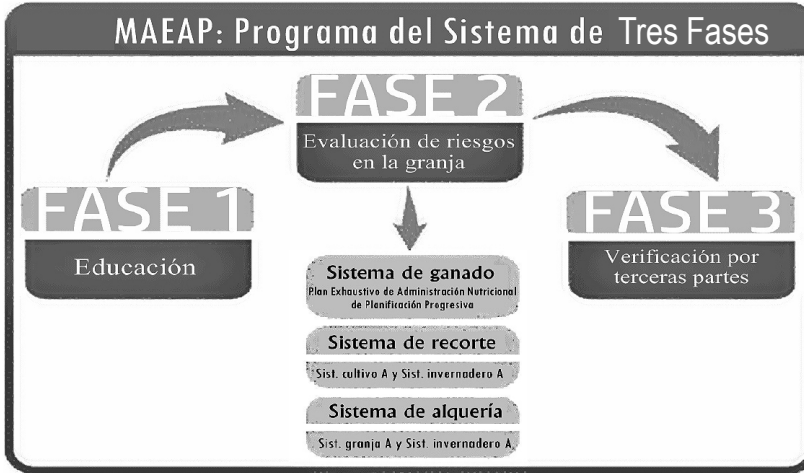 MAEAP: Programa del Sistema de Tres Fases
FASE 1
Educación
FASE 2
Evaluación de riesgos
en la granja
FASE 3
Verificación por
terceras partes
Sistema de ganado
Plan Exhaustivo de Administración Nutricional
de Planificación Progresiva
Sistema de recorte
Sist. cultivo A y Sist. invernadero A
Sistema de alquería
Sist. granja A y Sist. invernadero A